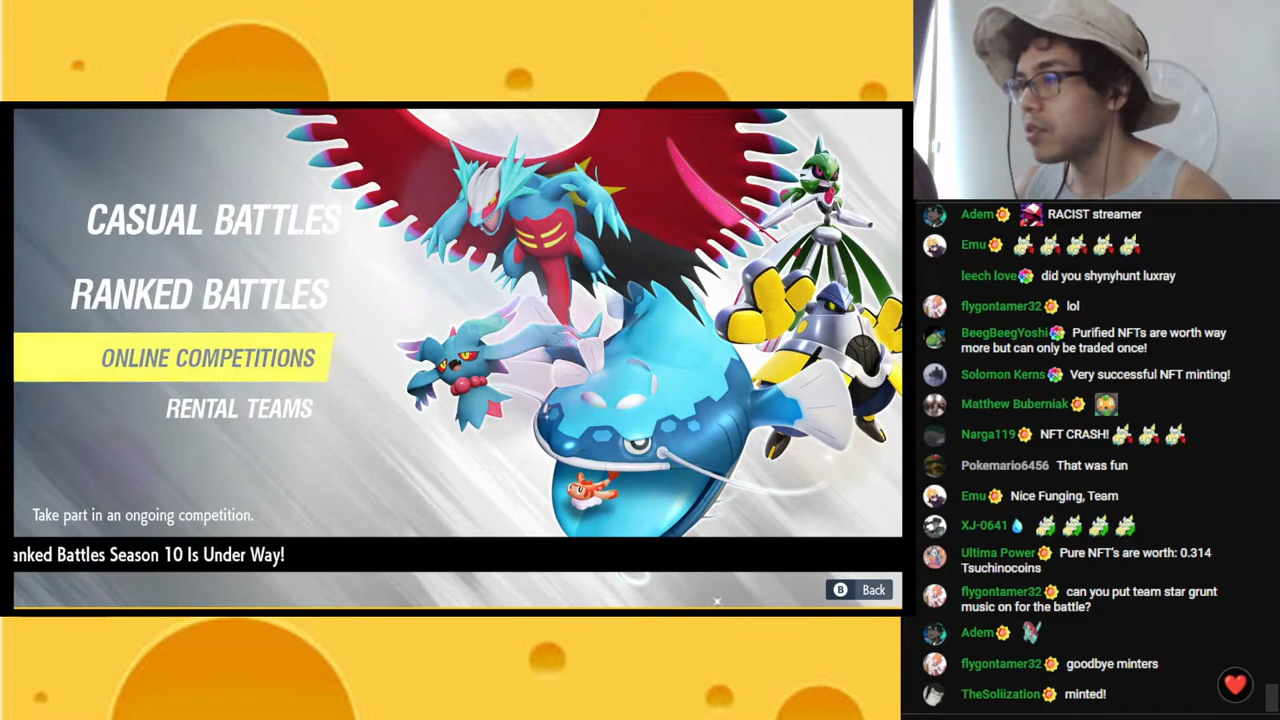 CASUAL BATTLES
RANKED BATTLES
ONLINE COMPETITIONS
RENTAL TEAMS
Take part in an ongoing competition.
anked Battles Season 10 Is Under Way!
B Back
Adem RACIST streamer
Emu
leech love did you shynyhunt luxray
flygontamer32 lol
BeegBeegYoshi Purified NFTs are worth way
more but can only be traded once!
Solomon Kerns Very successful NFT minting!
Matthew Buberniak
Narga119 NFT CRASH!
Pokemario6456 That was fun
Emu Nice Funging, Team
XJ-0641
Ultima Power Pure NFT's are worth: 0.314
Tsuchinocoins
flygontamer32 can you put team star grunt
music on for the battle?
Adem
flygontamer32 goodbye minters
TheSoliization minted!